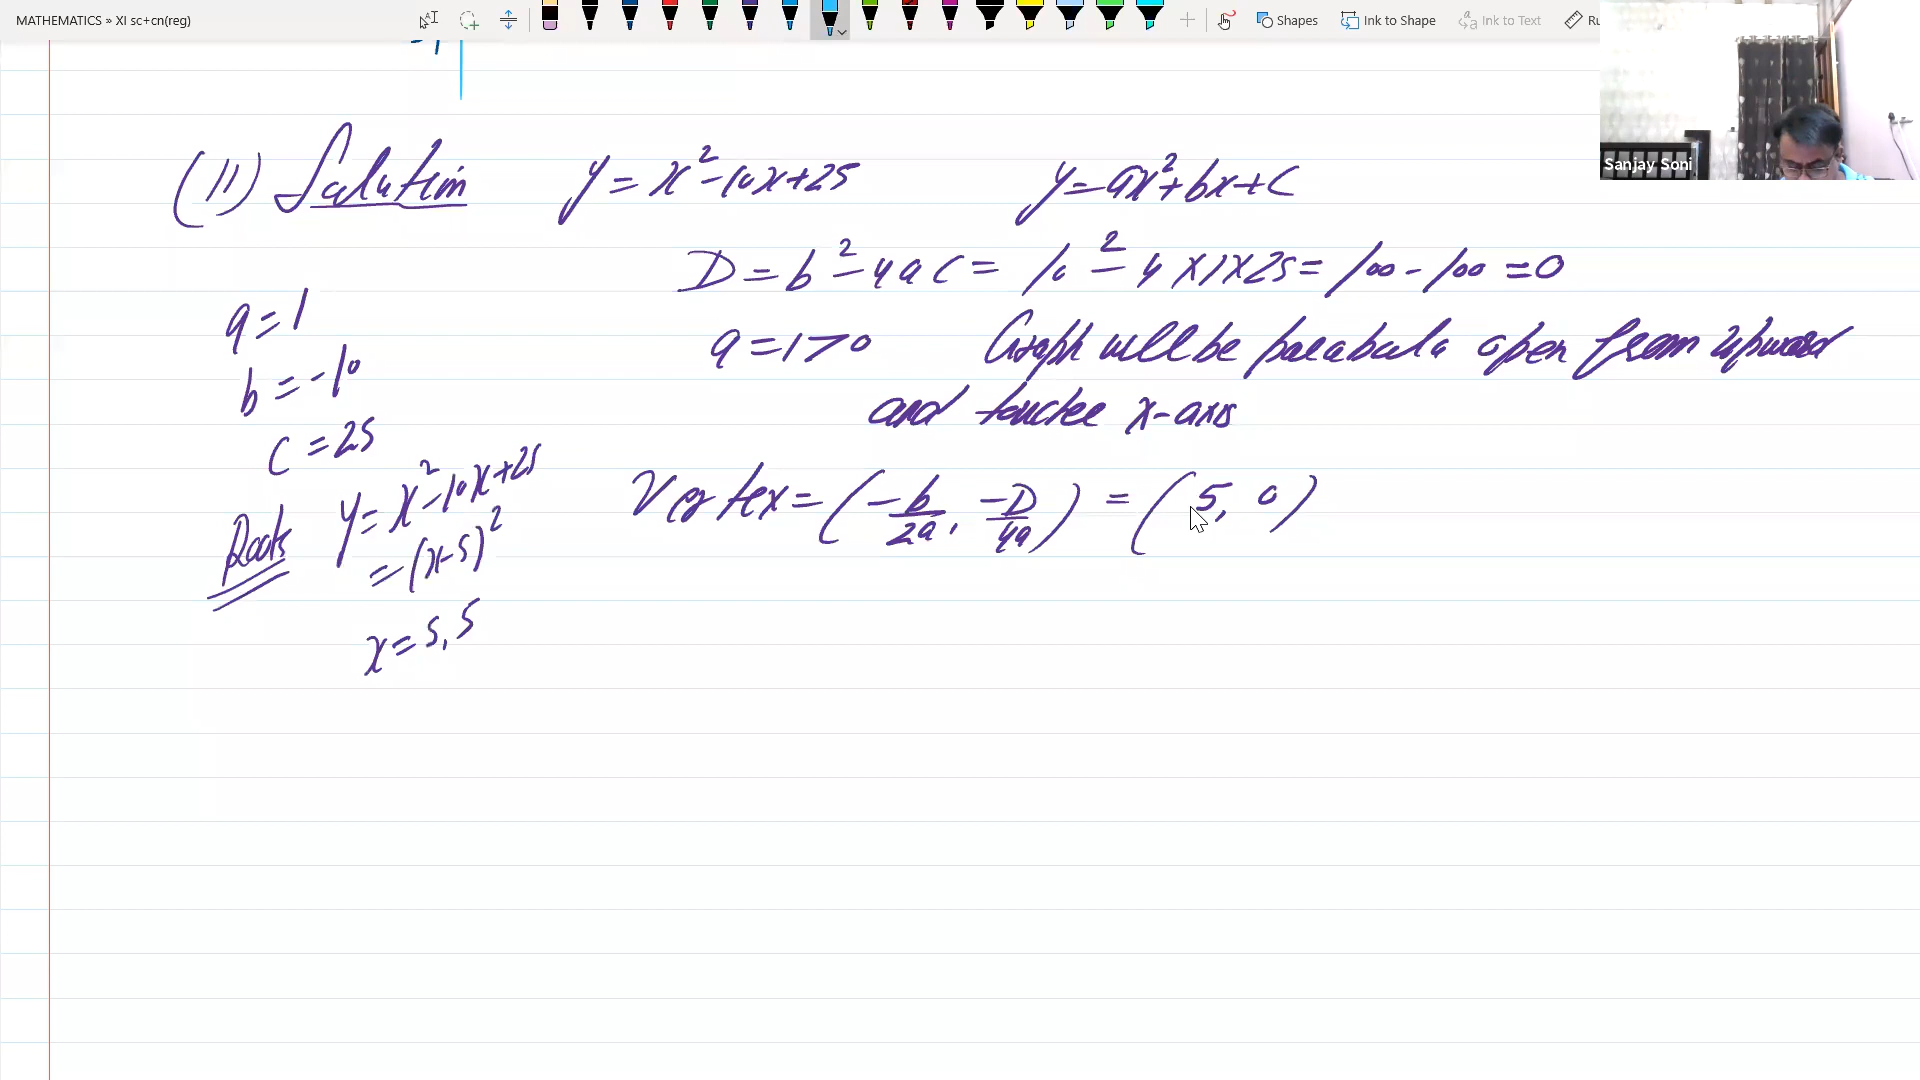 MATHEMATICS » XI sc+cn(reg)
Shapes Ink to Shape Ink to Text Ru
Sanjay Soni
(11) Solution y = x² - 10x + 25 y = ax² + bx + c
D = b² - 4ac = 10² - 4 x 1 x 25 = 100 - 100 = 0
a = 1
a = 1 > 0 Graph will be parabola open from upward
b = -10
and x-axis
c = 25
Roots y = x² - 10x + 25
Vertex = (-b/2a, -D/4a) = (5, 0)
= (x-5)²
x = 5, 5